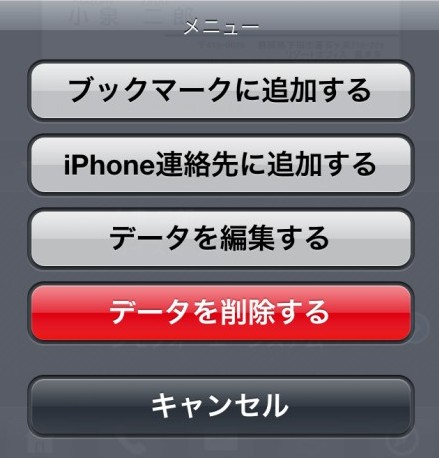 メニュー
ブックマークに追加する
iPhone連絡先に追加する
データを編集する
データを削除する
キャンセル